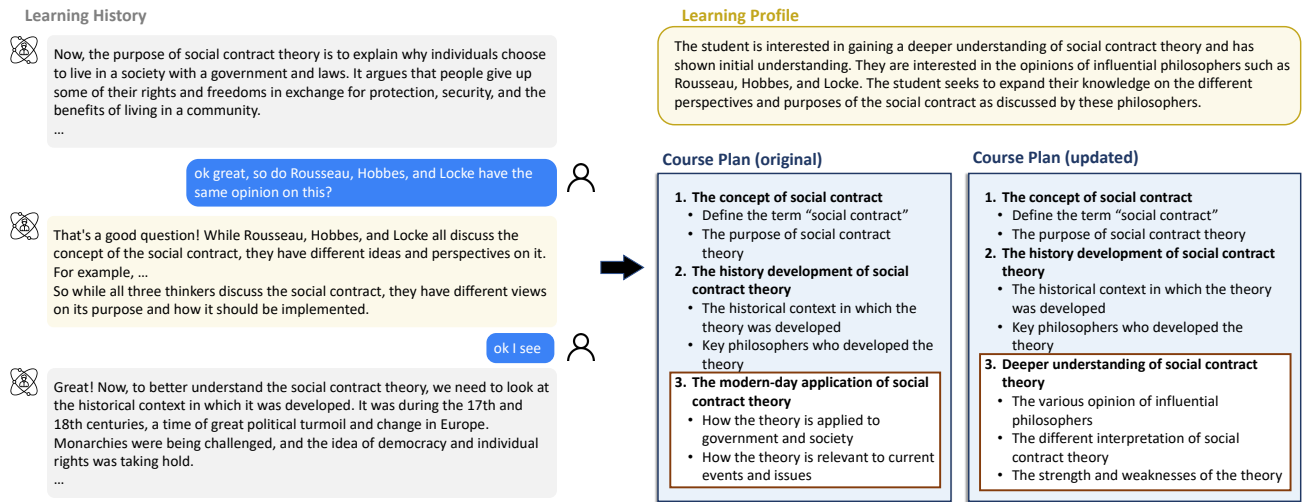 Learning History
Now, the purpose of social contract theory is to explain why individuals choose
to live in a society with a government and laws. It argues that people give up
some of their rights and freedoms in exchange for protection, security, and the
benefits of living in a community.
…
ok great, so do Rousseau, Hobbes, and Locke have the
same opinion on this?
That's a good question! While Rousseau, Hobbes, and Locke all discuss the
concept of the social contract, they have different ideas and perspectives on it.
For example, …
So while all three thinkers discuss the social contract, they have different views
on its purpose and how it should be implemented.
ok I see
Great! Now, to better understand the social contract theory, we need to look at
the historical context in which it was developed. It was during the 17th and
18th centuries, a time of great political turmoil and change in Europe.
Monarchies were being challenged, and the idea of democracy and individual
rights was taking hold.
…
Learning Profile
The student is interested in gaining a deeper understanding of social contract theory and has
shown initial understanding. They are interested in the opinions of influential philosophers such as
Rousseau, Hobbes, and Locke. The student seeks to expand their knowledge on the different
perspectives and purposes of the social contract as discussed by these philosophers.
Course Plan (original)
1. The concept of social contract
• Define the term “social contract”
• The purpose of social contract
theory
2. The history development of social
contract theory
• The historical context in which the
theory was developed
• Key philosophers who developed the
theory
3. The modern-day application of social
contract theory
• How the theory is applied to
government and society
• How the theory is relevant to current
events and issues
Course Plan (updated)
1. The concept of social contract
• Define the term “social contract”
• The purpose of social contract theory
2. The history development of social contract
theory
• The historical context in which the theory
was developed
• Key philosophers who developed the
theory
3. Deeper understanding of social contract
theory
• The various opinion of influential
philosophers
• The different interpretation of social
contract theory
• The strength and weaknesses of the theory